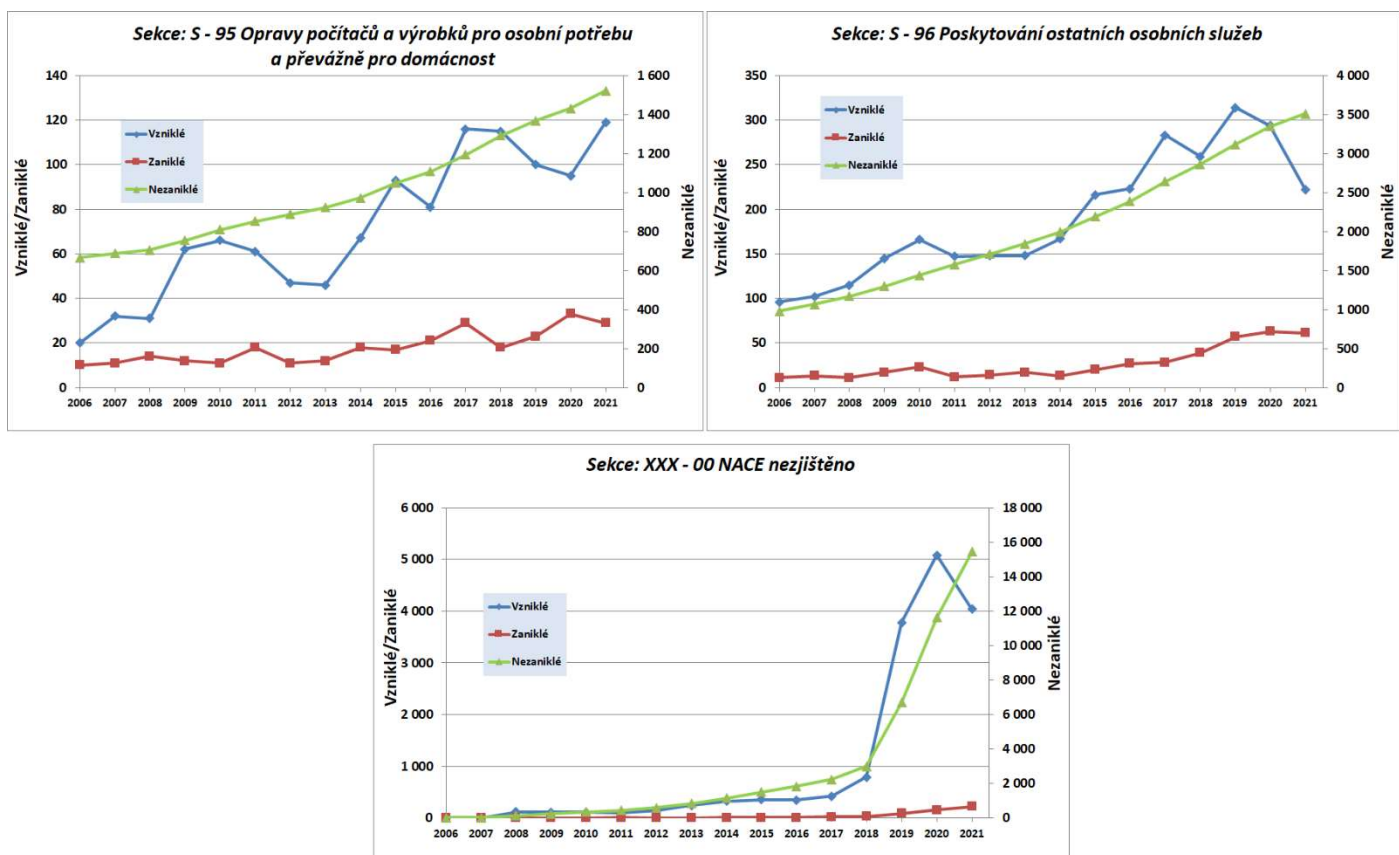 Sekce: S - 95 Opravy počítačů a výrobků pro osobní potřebu
a převážně pro domácnost
140
120
100
80
60
40
20
0
1 600
1 400
1 200
1 000
800
600
400
200
0
Vzniklé/Zaniklé
Nezaniklé
Vzniklé
Zaniklé
Nezaniklé
2006 2007 2008 2009 2010 2011 2012 2013 2014 2015 2016 2017 2018 2019 2020 2021
Sekce: S - 96 Poskytování ostatních osobních služeb
350
300
250
200
150
100
50
0
4 000
3 500
3 000
2 500
2 000
1 500
1 000
500
0
Vzniklé/Zaniklé
Nezaniklé
Vzniklé
Zaniklé
Nezaniklé
2006 2007 2008 2009 2010 2011 2012 2013 2014 2015 2016 2017 2018 2019 2020 2021
Sekce: XXX - 00 NACE nezjištěno
6 000
5 000
4 000
3 000
2 000
1 000
0
18 000
16 000
14 000
12 000
10 000
8 000
6 000
4 000
2 000
0
Vzniklé/Zaniklé
Nezaniklé
Vzniklé
Zaniklé
Nezaniklé
2006 2007 2008 2009 2010 2011 2012 2013 2014 2015 2016 2017 2018 2019 2020 2021